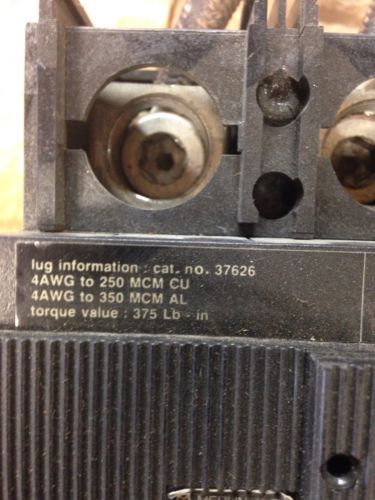 lug information : cat. no. 37626
4AWG to 250 MCM CU
4AWG to 350 MCM AL
torque value : 375 Lb - in